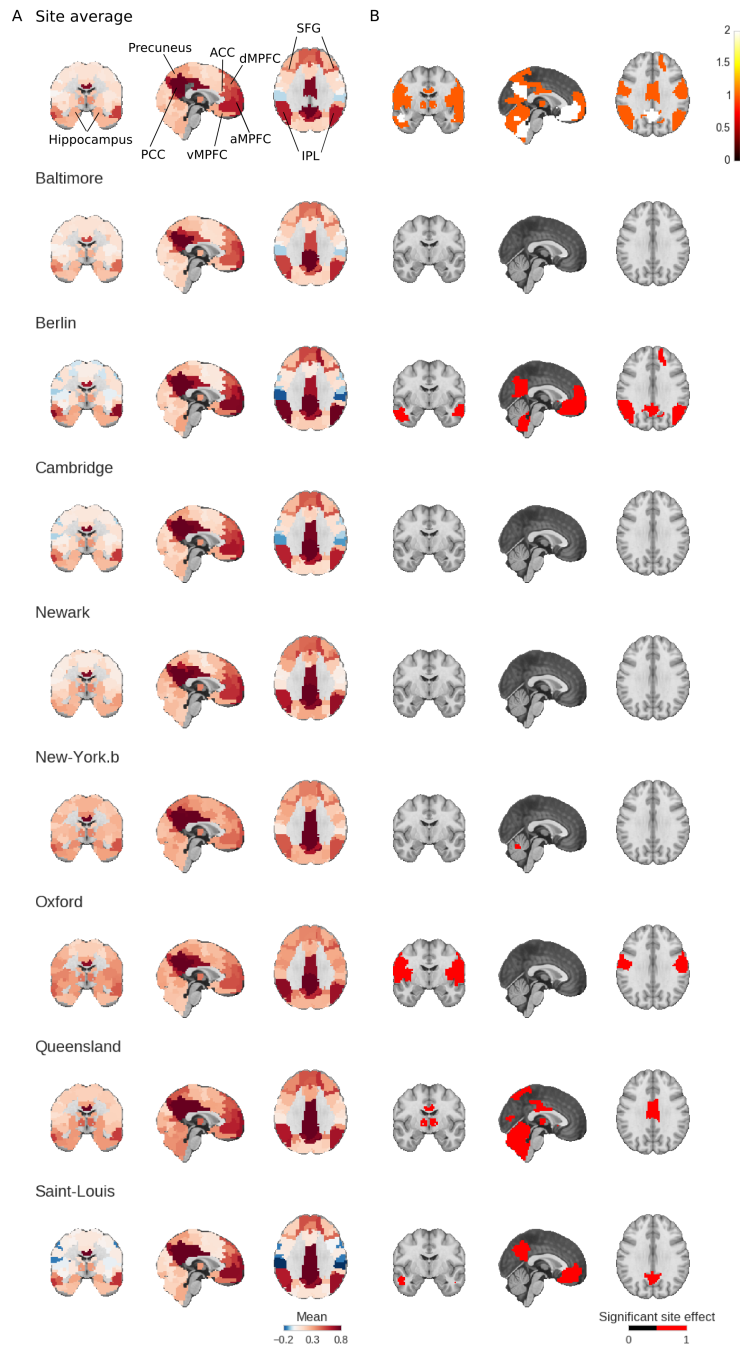 A Site average
B
SFG
Precuneus
ACC
dMPFC
Hippocampus
aMPFC
PCC
vMPFC
IPL
2
1.5
1
0.5
0
Baltimore
Berlin
Cambridge
Newark
New-York.b
Oxford
Queensland
Saint-Louis
Mean
−0.2 0.3 0.8
Significant site effect
0 1